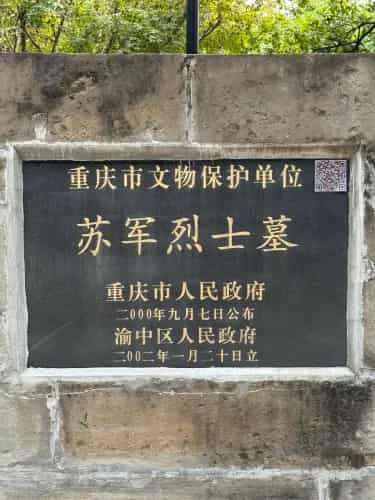 重庆市文物保护单位
苏军烈士墓
重庆市人民政府
二000年九月七日公布
渝中区人民政府
二00二年一月二十日立